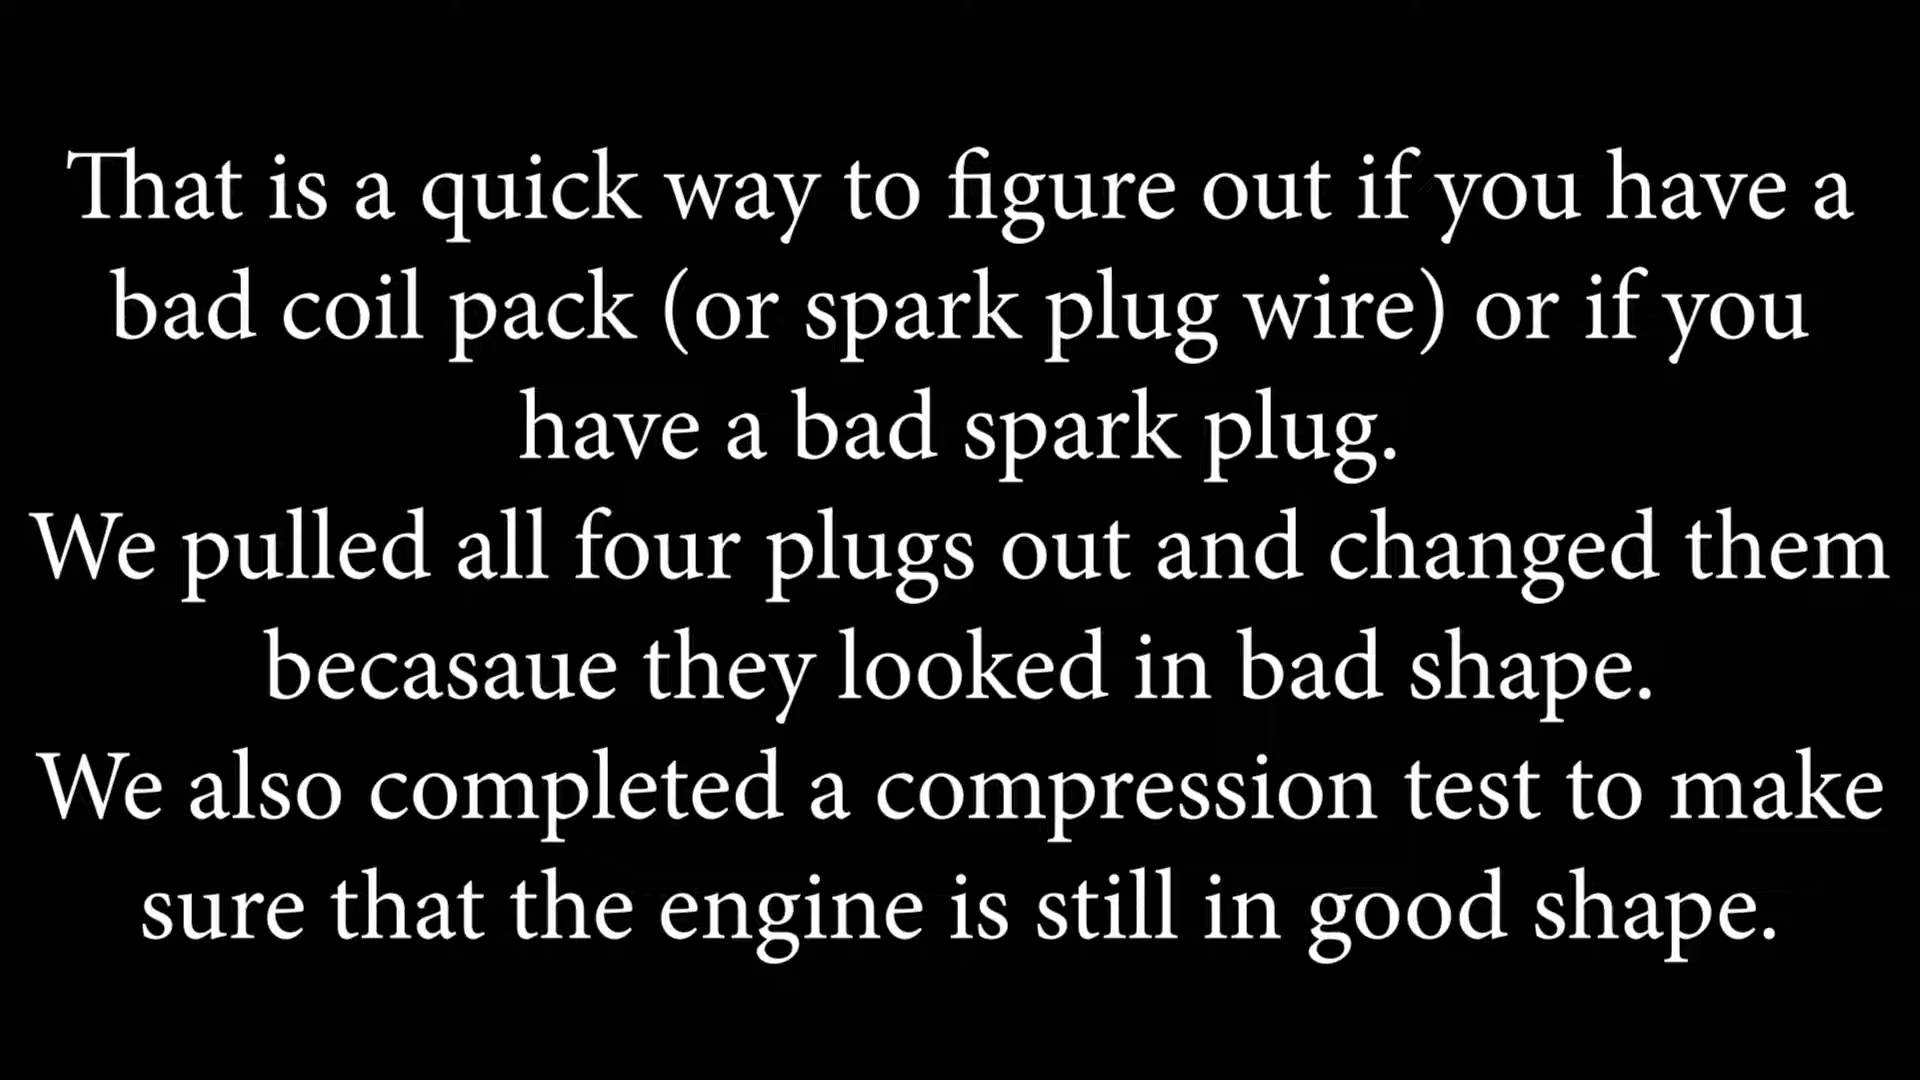 That is a quick way to figure out if you have a
bad coil pack (or spark plug wire) or if you
have a bad spark plug.
We pulled all four plugs out and changed them
becasaue they looked in bad shape.
We also completed a compression test to make
sure that the engine is still in good shape.